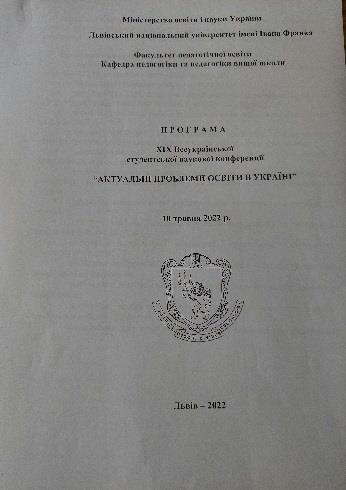 Міністерство освіти і науки України
Львівський національний університет імені Івана Франка
Факультет педагогічної освіти
Кафедра педагогіки та педагогіки вищої школи
П Р О Г Р А М А
XIX Всеукраїнської
студентської наукової конференції
"АКТУАЛЬНІ ПРОБЛЕМИ ОСВІТИ В УКРАЇНІ"
10 травня 2022 р.
Львів – 2022